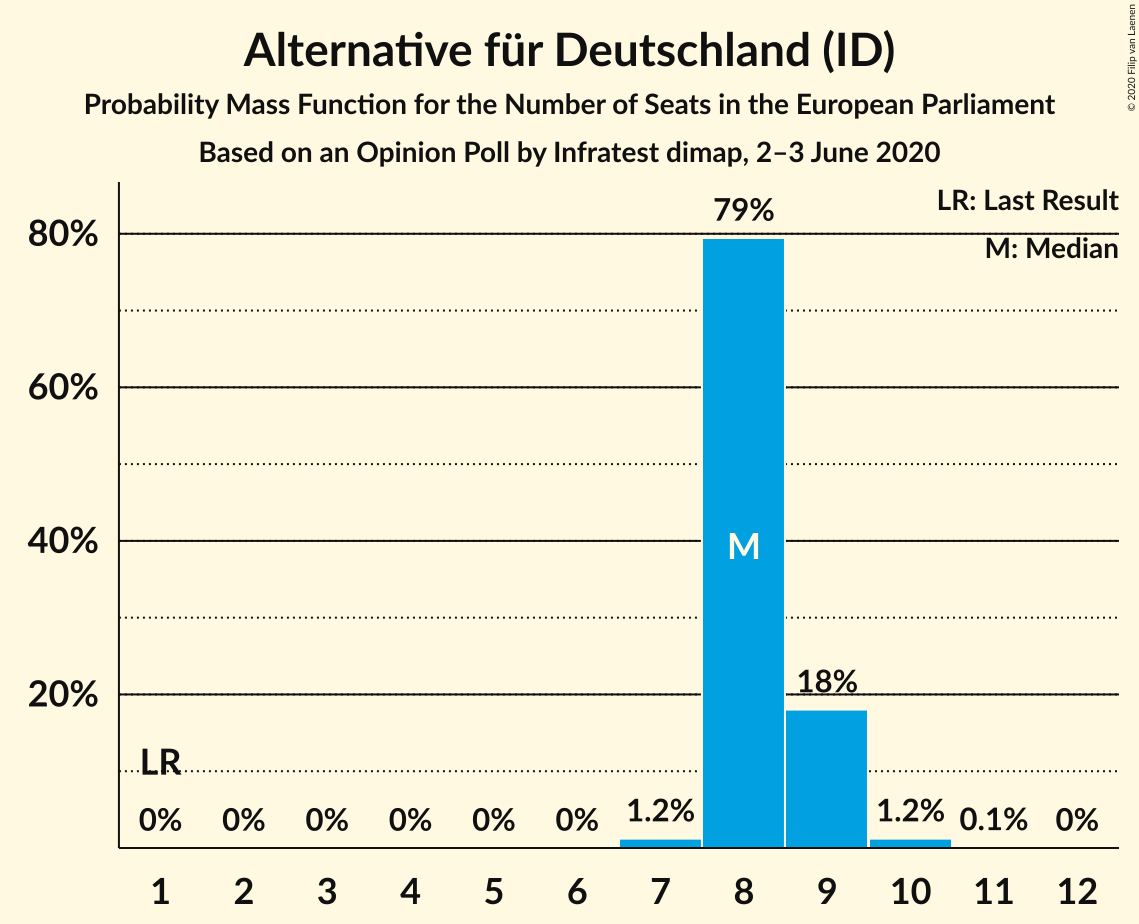 Alternative für Deutschland (ID)
Probability Mass Function for the Number of Seats in the European Parliament
Based on an Opinion Poll by Infratest dimap, 2–3 June 2020
© 2020 Filip van Laenen
LR: Last Result
M: Median
80%
60%
40%
20%
79%
M
18%
LR
0% 0% 0% 0% 0% 0% 1.2% 1.2% 0.1% 0%
1 2 3 4 5 6 7 8 9 10 11 12